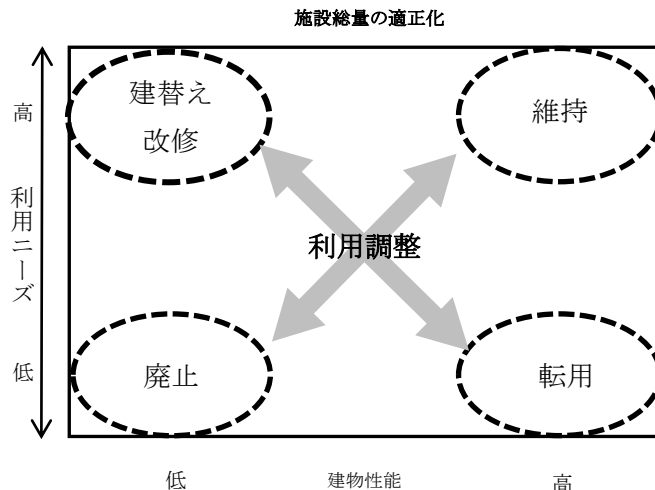 施設総量の適正化
建替え
改修
維持
高
利用ニーズ
利用調整
低
廃止
転用
低
建物性能
高